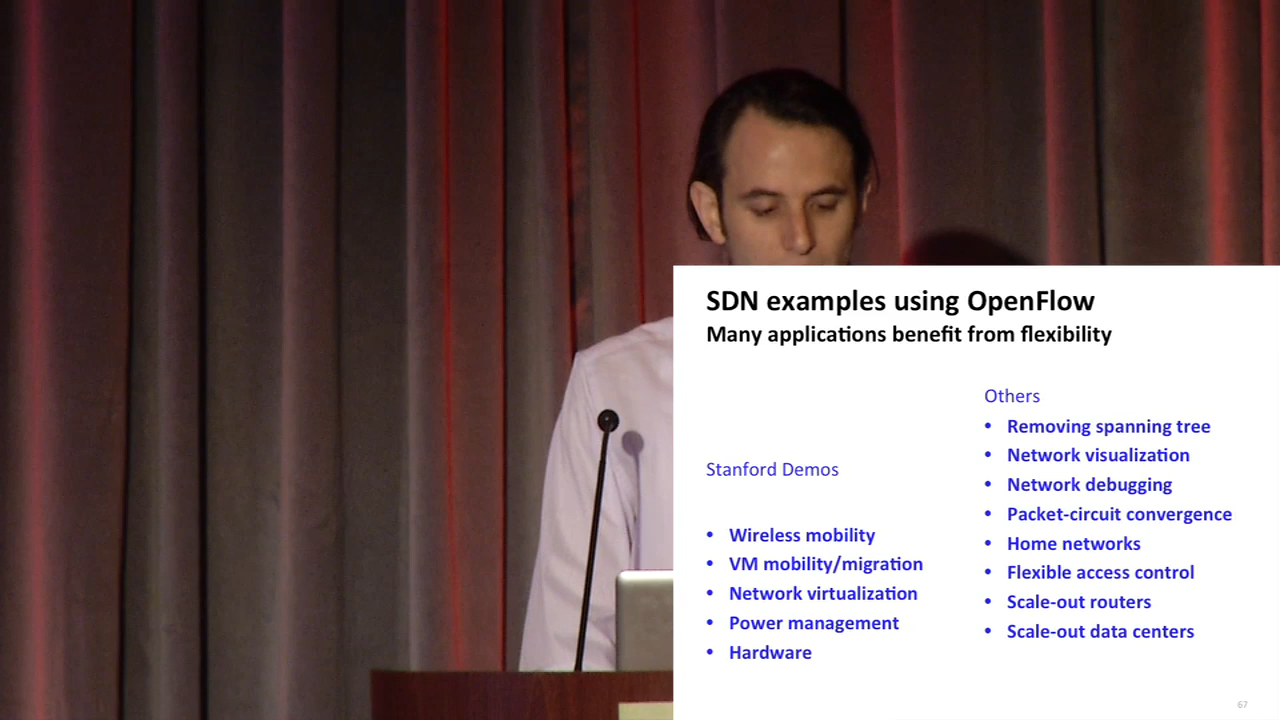 SDN examples using OpenFlow
Many applications benefit from flexibility
Stanford Demos
• Wireless mobility
• VM mobility/migration
• Network virtualization
• Power management
• Hardware
Others
• Removing spanning tree
• Network visualization
• Network debugging
• Packet-circuit convergence
• Home networks
• Flexible access control
• Scale-out routers
• Scale-out data centers
67